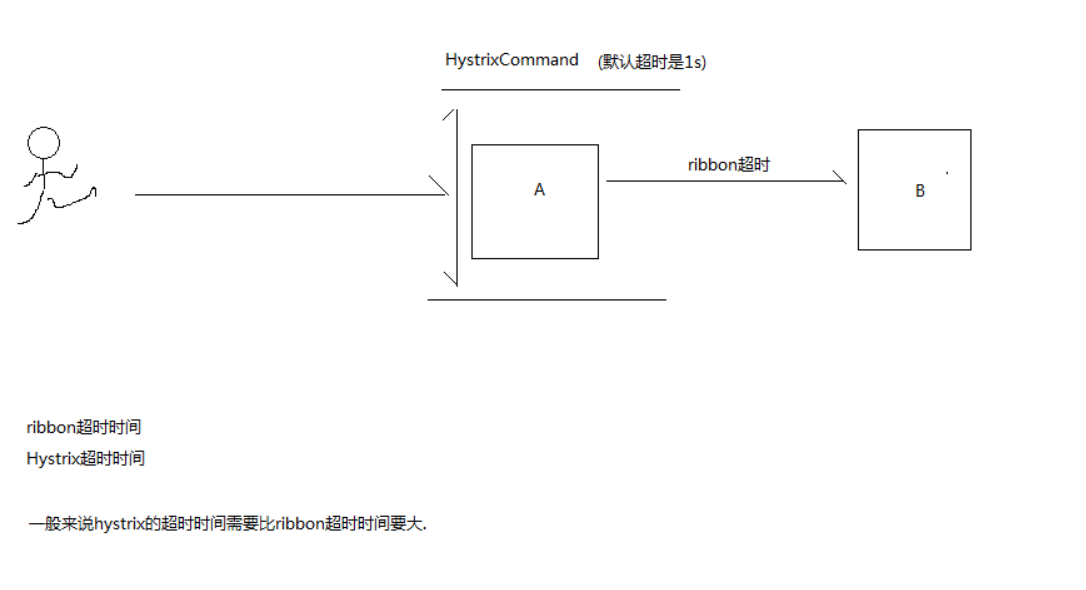 HystrixCommand (默认超时是1s)
ribbon超时
A
B
ribbon超时时间
Hystrix超时时间
一般来说hystrix的超时时间需要比ribbon超时时间要大.